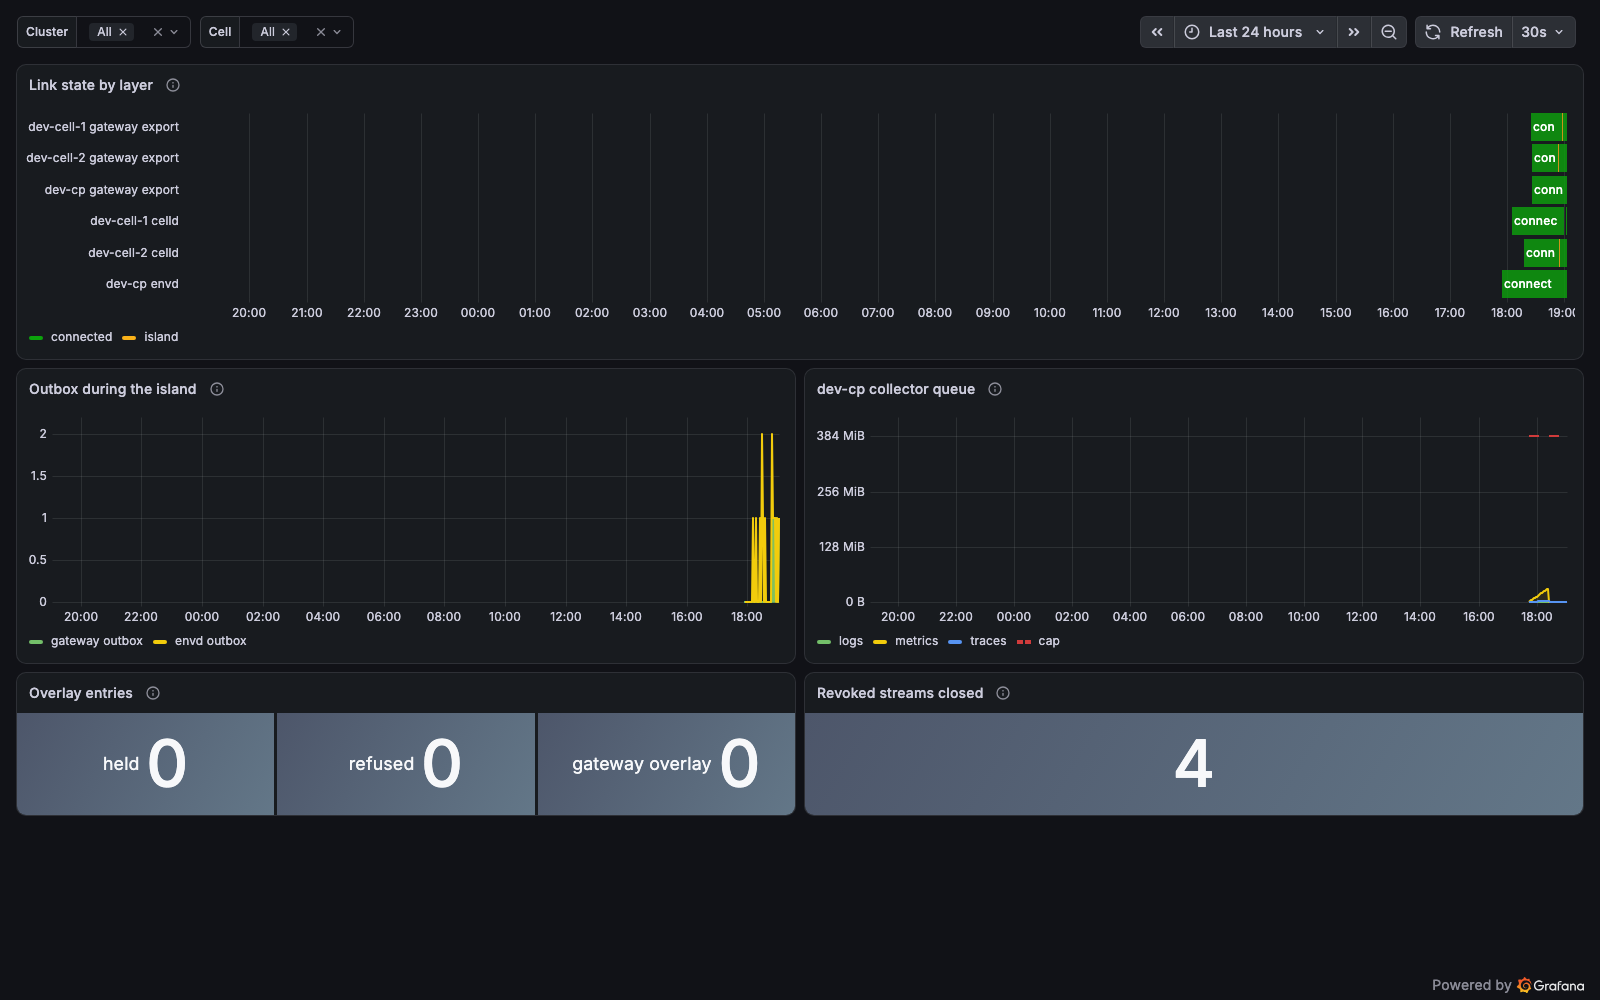 Cluster All Cell All Last 24 hours Refresh 30s
Link state by layer
dev-cell-1 gateway export con
dev-cell-2 gateway export con
dev-cp gateway export conn
dev-cell-1 celld connec
dev-cell-2 celld conn
dev-cp envd connect
20:00 21:00 22:00 23:00 00:00 01:00 02:00 03:00 04:00 05:00 06:00 07:00 08:00 09:00 10:00 11:00 12:00 13:00 14:00 15:00 16:00 17:00 18:00 19:00
connected island
Outbox during the island
2
1.5
1
0.5
0
20:00 22:00 00:00 02:00 04:00 06:00 08:00 10:00 12:00 14:00 16:00 18:00
gateway outbox envd outbox
dev-cp collector queue
384 MiB
256 MiB
128 MiB
0 B
20:00 22:00 00:00 02:00 04:00 06:00 08:00 10:00 12:00 14:00 16:00 18:00
logs metrics traces cap
Overlay entries
held 0 refused 0 gateway overlay 0
Revoked streams closed
4
Powered by Grafana